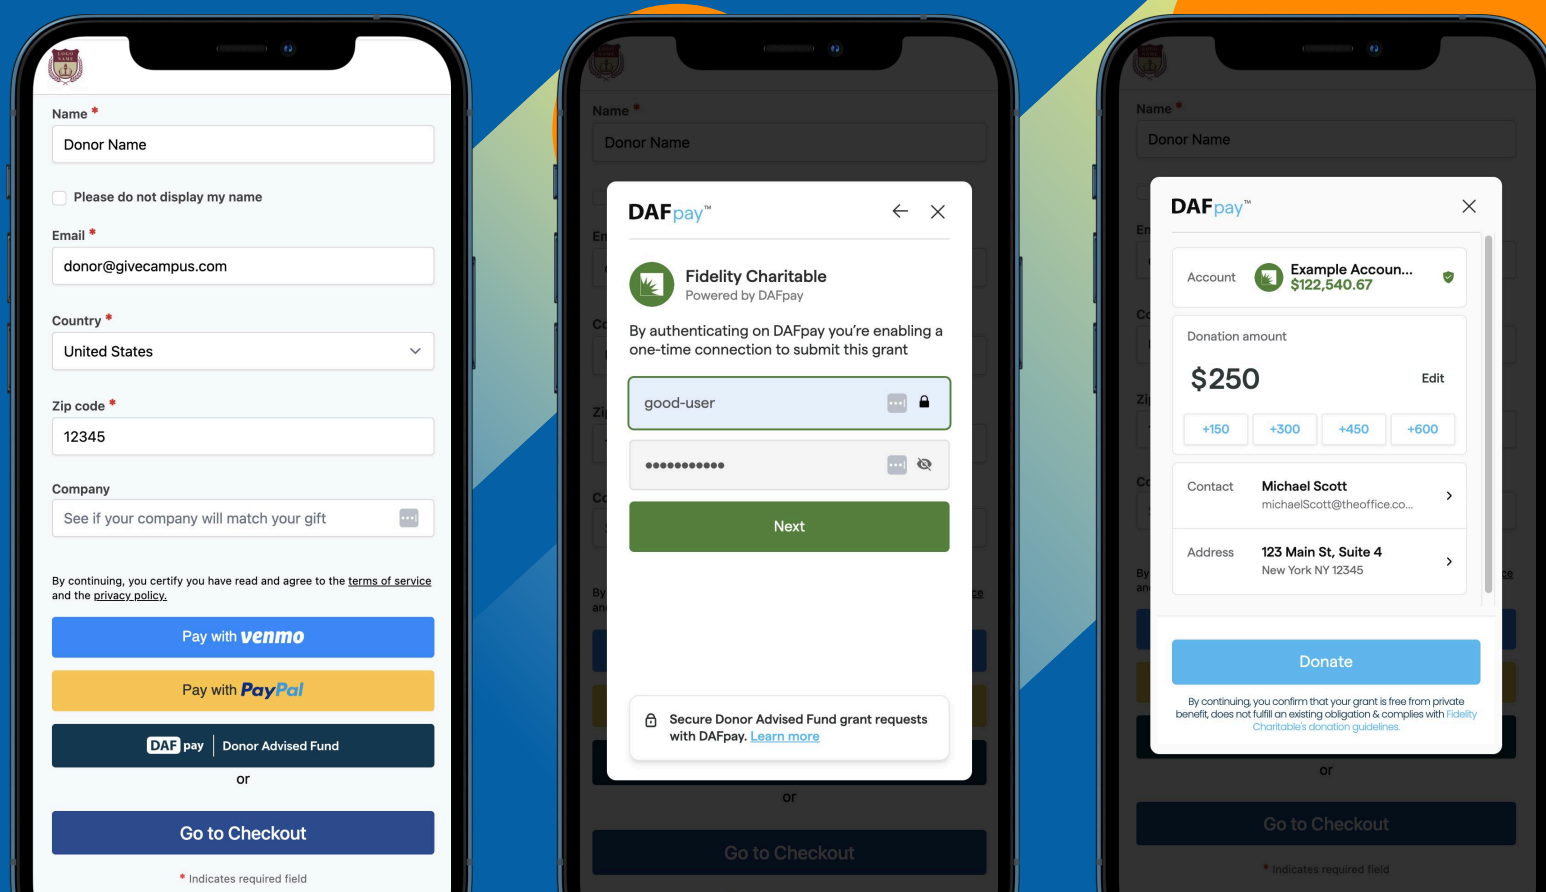 LOGO
NAME
Name *
Donor Name
Please do not display my name
Email *
donor@givecampus.com
Country *
United States
Zip code *
12345
Company
See if your company will match your gift
By continuing, you certify you have read and agree to the terms of service
and the privacy policy.
Pay with venmo
Pay with PayPal
DAF pay | Donor Advised Fund
or
Go to Checkout
* Indicates required field
Name *
Donor Name
DAFpay™
Fidelity Charitable
Powered by DAFpay
By authenticating on DAFpay you're enabling a
one-time connection to submit this grant
good-user
•••••••••••
Next
Secure Donor Advised Fund grant requests
with DAFpay. Learn more
or
Go to Checkout
Name *
Donor Name
DAFpay™
Account
Example Accoun...
$122,540.67
Donation amount
$250
Edit
+150
+300
+450
+600
Contact
Michael Scott
michaelScott@theoffice.co...
Address
123 Main St, Suite 4
New York NY 12345
Donate
By continuing, you confirm that your grant is free from private
benefit, does not fulfill an existing obligation & complies with Fidelity
Charitable's donation guidelines.
or
Go to Checkout
* Indicates required field